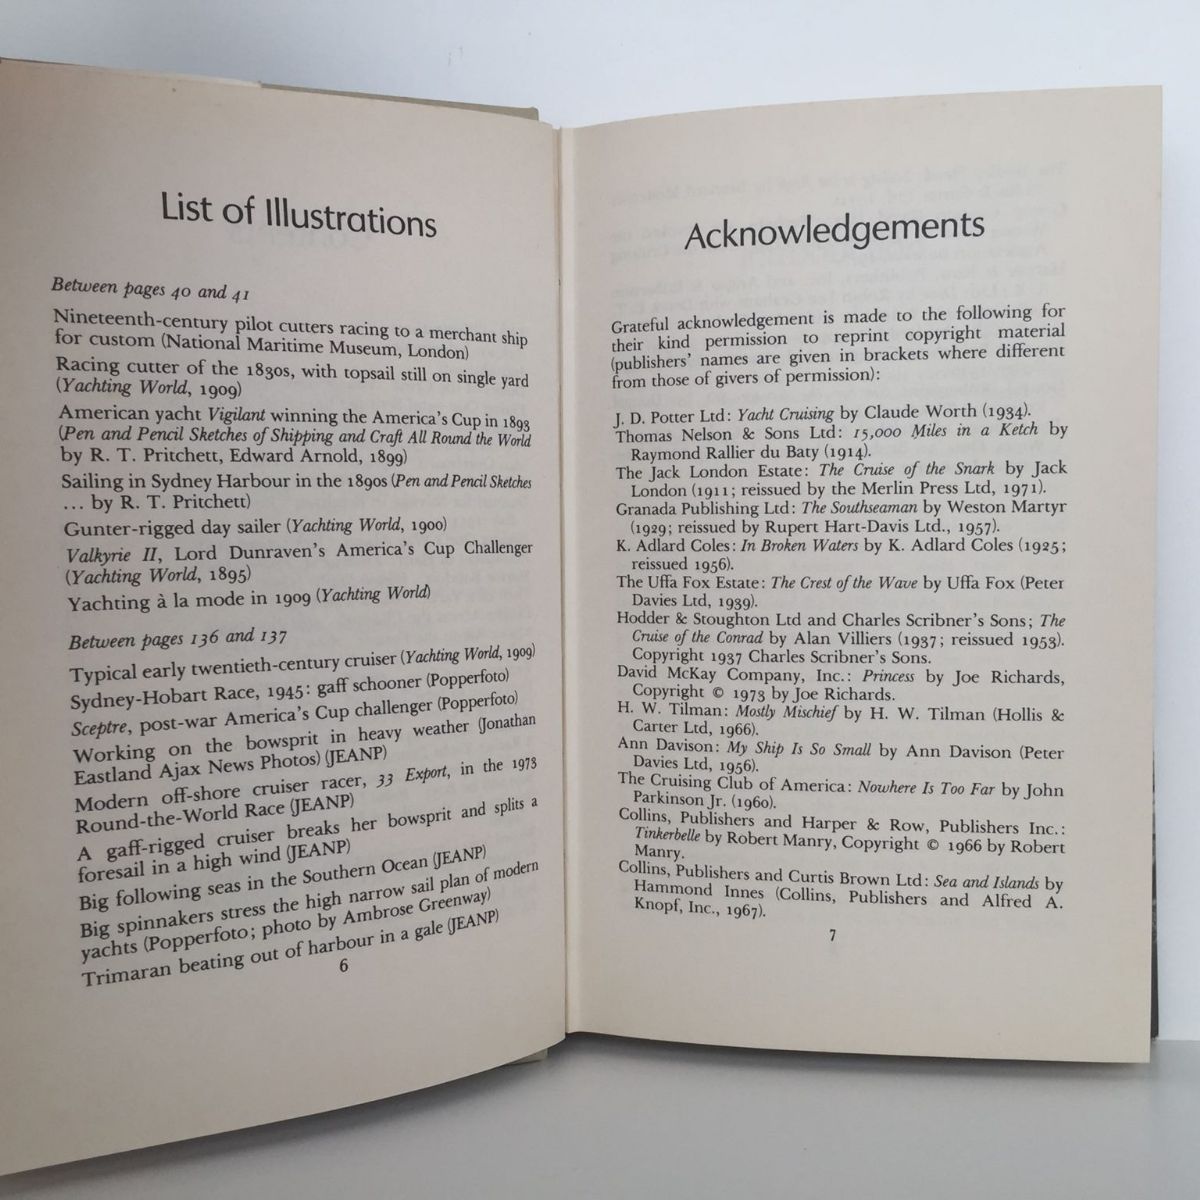 List of Illustrations
Between pages 40 and 41
Nineteenth-century pilot cutters racing to a merchant ship
for custom (National Maritime Museum, London)
Racing cutter of the 1830s, with topsail still on single yard
(Yachting World, 1909)
American yacht Vigilant winning the America's Cup in 1893
(Pen and Pencil Sketches of Shipping and Craft All Round the World
by R. T. Pritchett, Edward Arnold, 1899)
Sailing in Sydney Harbour in the 1890s (Pen and Pencil Sketches
... by R. T. Pritchett)
Gunter-rigged day sailer (Yachting World, 1900)
Valkyrie II, Lord Dunraven's America's Cup Challenger
(Yachting World, 1895)
Yachting à la mode in 1909 (Yachting World)
Between pages 136 and 137
Typical early twentieth-century cruiser (Yachting World, 1909)
Sydney-Hobart Race, 1945: gaff schooner (Popperfoto)
Sceptre, post-war America's Cup challenger (Popperfoto)
Working on the bowsprit in heavy weather (Jonathan
Eastland Ajax News Photos) (JEANP)
Modern off-shore cruiser racer, 33 Export, in the 1973
Round-the-World Race (JEANP)
A gaff-rigged cruiser breaks her bowsprit and splits a
foresail in a high wind (JEANP)
Big following seas in the Southern Ocean (JEANP)
Big spinnakers stress the high narrow sail plan of modern
yachts (Popperfoto; photo by Ambrose Greenway)
Trimaran beating out of harbour in a gale (JEANP)
6
Acknowledgements
Grateful acknowledgement is made to the following for
their kind permission to reprint copyright material
(publishers' names are given in brackets where different
from those of givers of permission):
J. D. Potter Ltd: Yacht Cruising by Claude Worth (1934).
Thomas Nelson & Sons Ltd: 15,000 Miles in a Ketch by
Raymond Rallier du Baty (1914).
The Jack London Estate: The Cruise of the Snark by Jack
London (1911; reissued by the Merlin Press Ltd, 1971).
Granada Publishing Ltd: The Southseaman by Weston Martyr
(1929; reissued by Rupert Hart-Davis Ltd., 1957).
K. Adlard Coles: In Broken Waters by K. Adlard Coles (1925;
reissued 1956).
The Uffa Fox Estate: The Crest of the Wave by Uffa Fox (Peter
Davies Ltd, 1939).
Hodder & Stoughton Ltd and Charles Scribner's Sons; The
Cruise of the Conrad by Alan Villiers (1937; reissued 1953).
Copyright 1937 Charles Scribner's Sons.
David McKay Company, Inc.: Princess by Joe Richards,
Copyright © 1973 by Joe Richards.
H. W. Tilman: Mostly Mischief by H. W. Tilman (Hollis &
Carter Ltd, 1966).
Ann Davison: My Ship Is So Small by Ann Davison (Peter
Davies Ltd, 1956).
The Cruising Club of America: Nowhere Is Too Far by John
Parkinson Jr. (1960).
Collins, Publishers and Harper & Row, Publishers Inc.:
Tinkerbelle by Robert Manry, Copyright © 1966 by Robert
Manry.
Collins, Publishers and Curtis Brown Ltd: Sea and Islands by
Hammond Innes (Collins, Publishers and Alfred A.
Knopf, Inc., 1967).
7